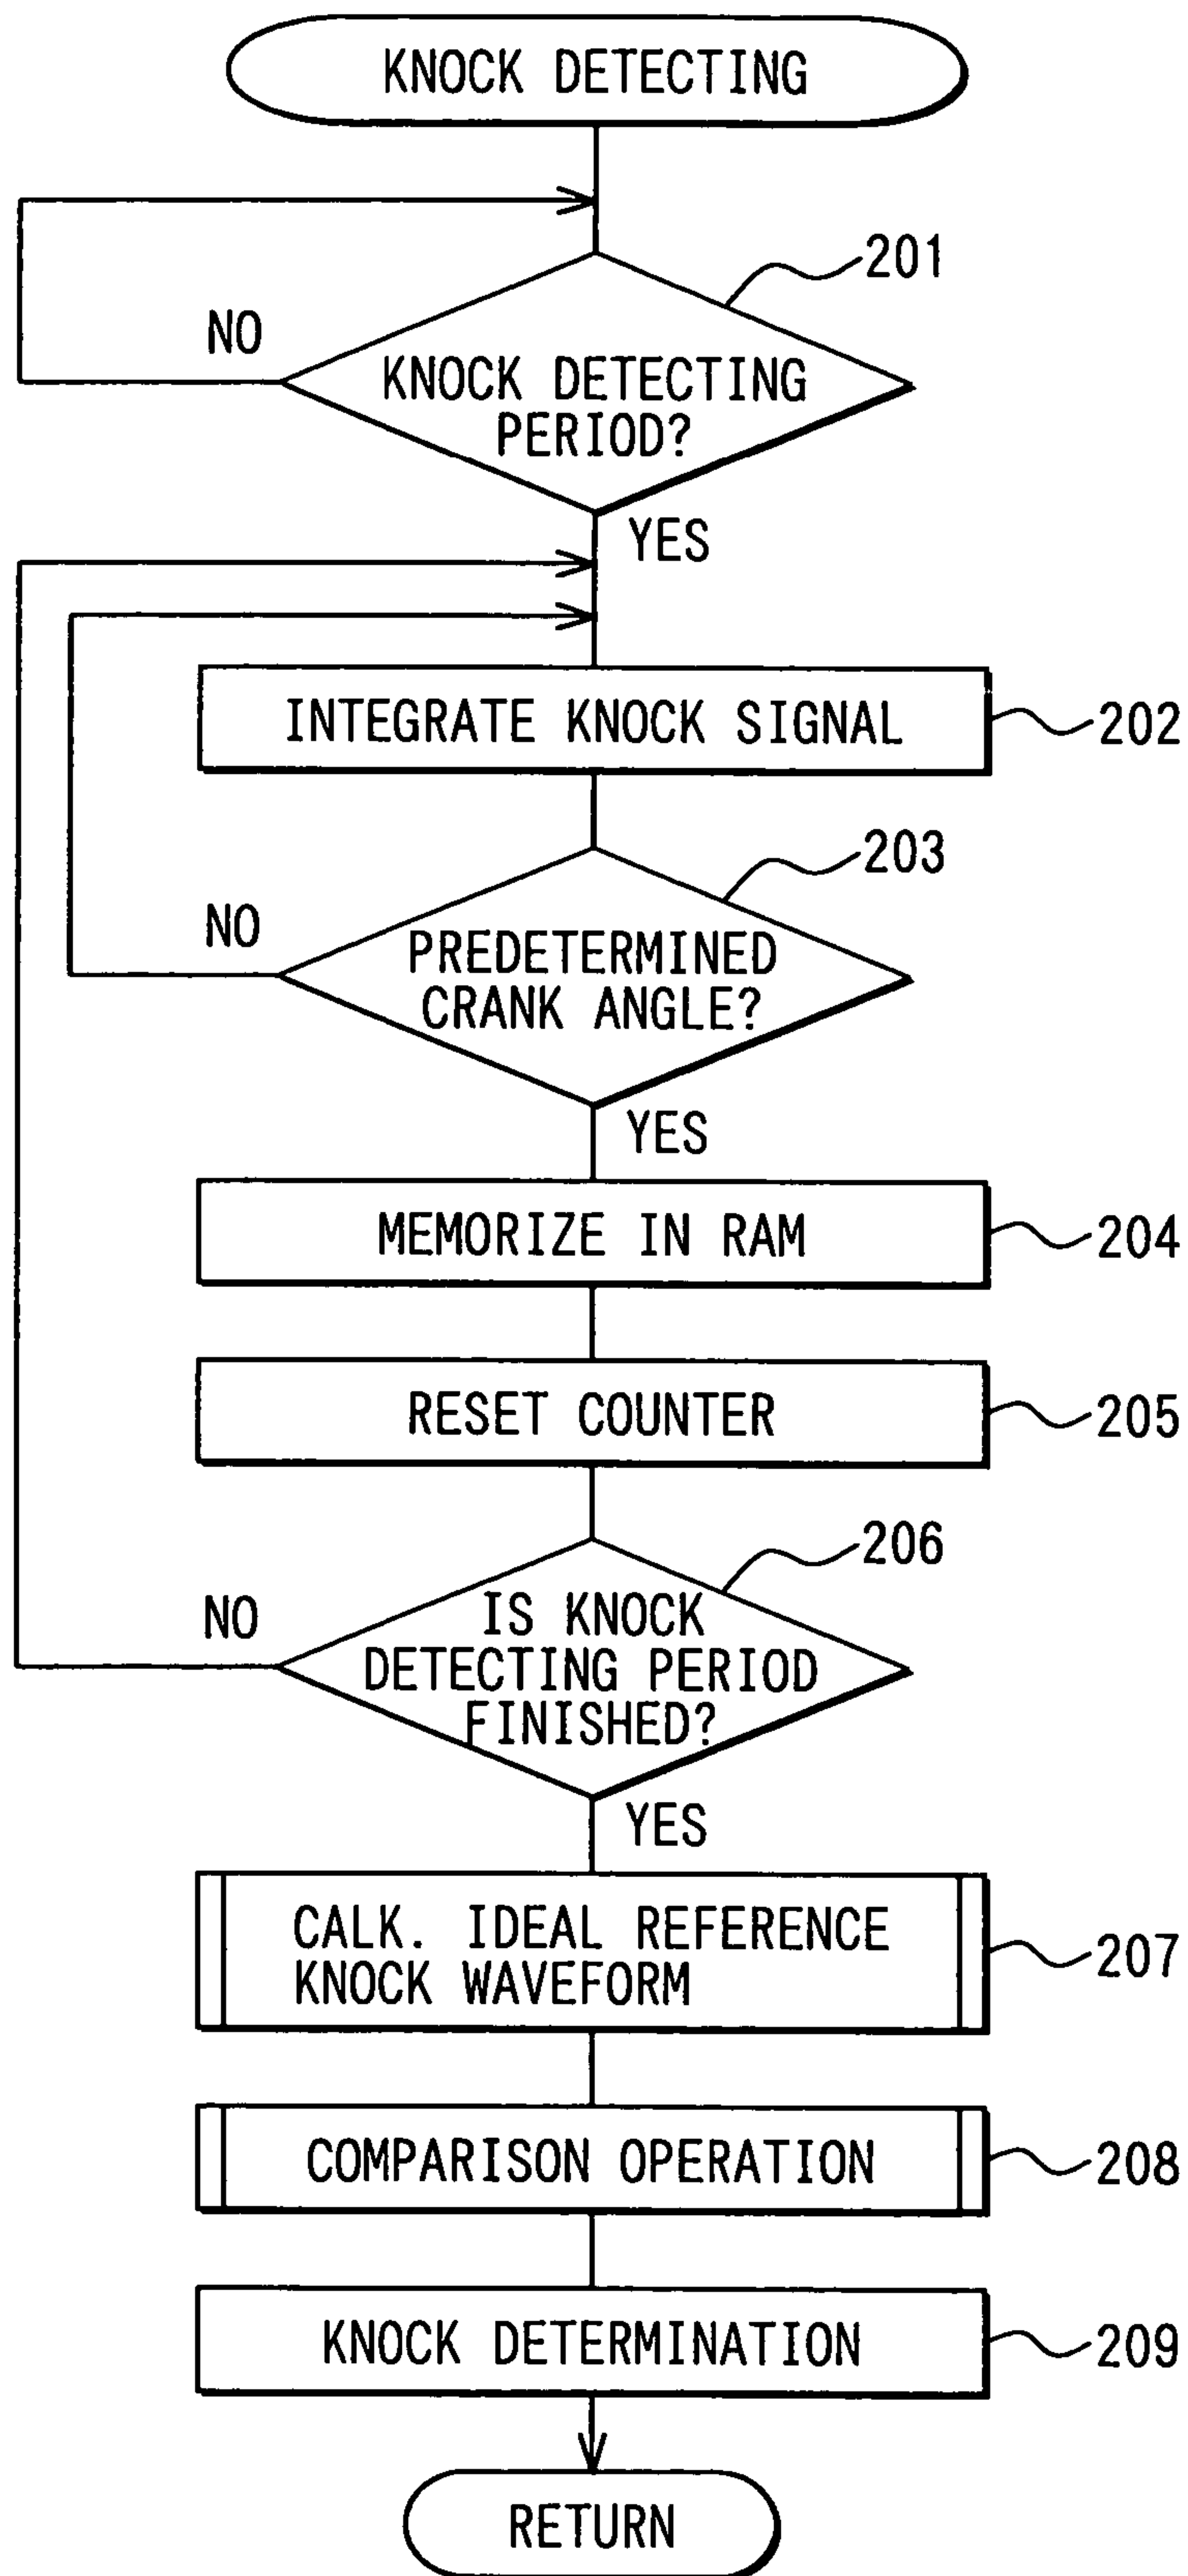 KNOCK DETECTING
201
NO
KNOCK DETECTING
PERIOD?
YES
INTEGRATE KNOCK SIGNAL
202
203
NO
PREDETERMINED
CRANK ANGLE?
YES
MEMORIZE IN RAM
204
RESET COUNTER
205
206
NO
IS KNOCK
DETECTING PERIOD
FINISHED?
YES
CALK. IDEAL REFERENCE
KNOCK WAVEFORM
207
COMPARISON OPERATION
208
KNOCK DETERMINATION
209
RETURN